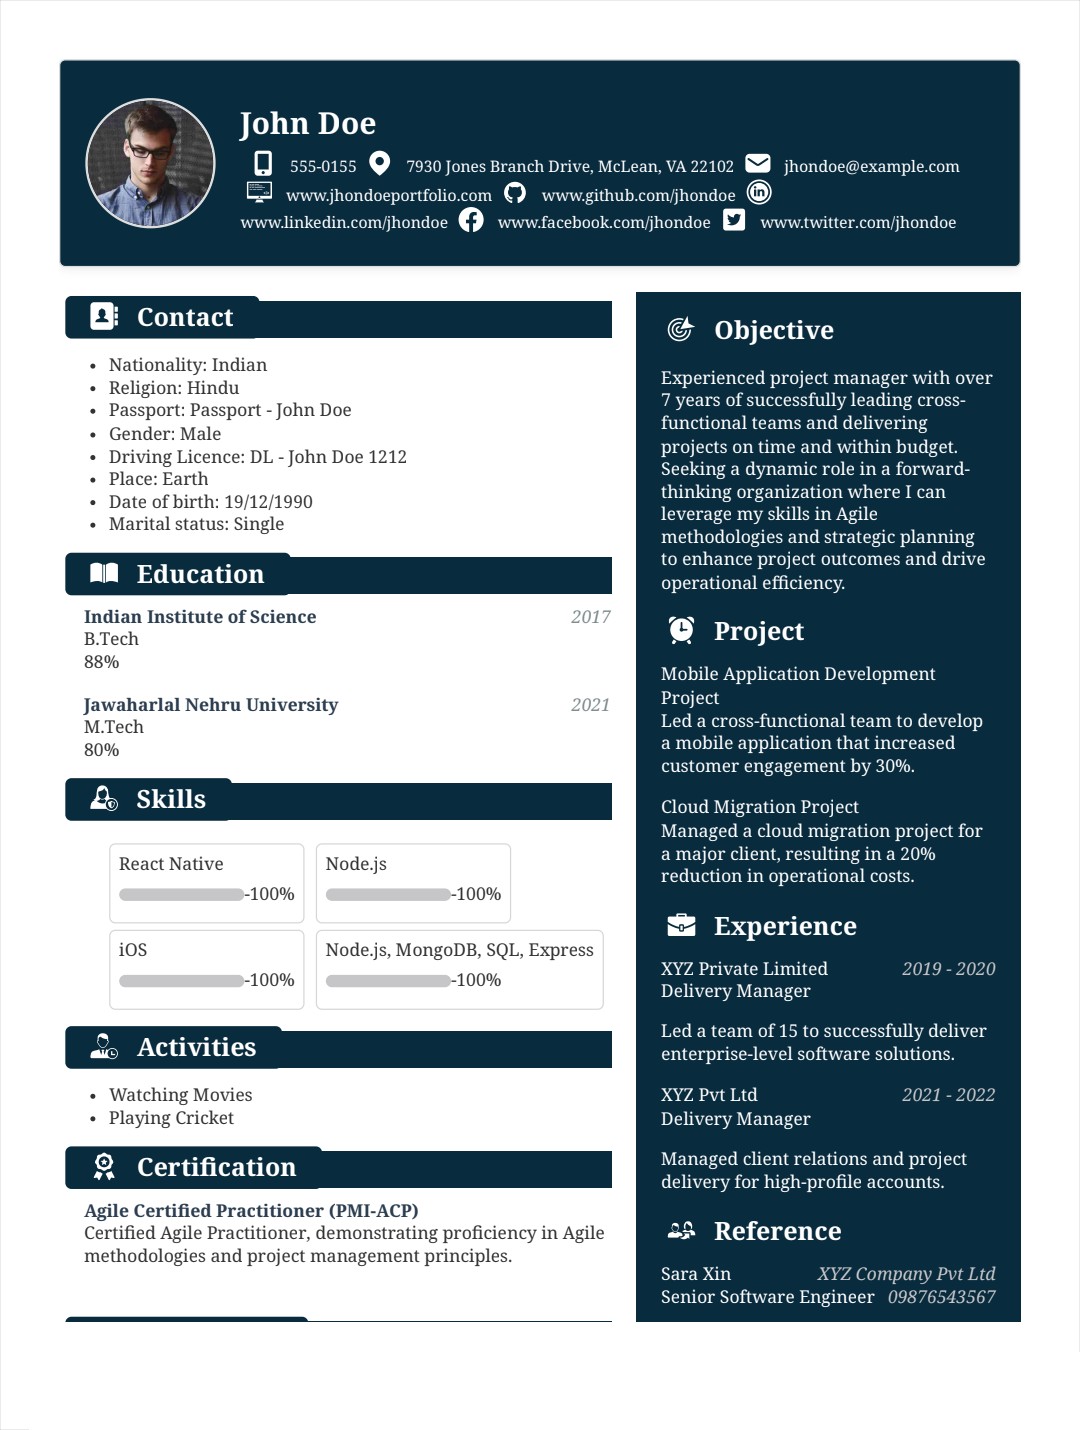 John Doe
555-0155 7930 Jones Branch Drive, McLean, VA 22102 jhondoe@example.com
www.jhondoeportfolio.com www.github.com/jhondoe
www.linkedin.com/jhondoe www.facebook.com/jhondoe www.twitter.com/jhondoe
Contact
• Nationality: Indian
• Religion: Hindu
• Passport: Passport - John Doe
• Gender: Male
• Driving Licence: DL - John Doe 1212
• Place: Earth
• Date of birth: 19/12/1990
• Marital status: Single
Education
Indian Institute of Science 2017
B.Tech
88%
Jawaharlal Nehru University 2021
M.Tech
80%
Skills
React Native
-100%
Node.js
-100%
iOS
-100%
Node.js, MongoDB, SQL, Express
-100%
Activities
• Watching Movies
• Playing Cricket
Certification
Agile Certified Practitioner (PMI-ACP)
Certified Agile Practitioner, demonstrating proficiency in Agile
methodologies and project management principles.
Objective
Experienced project manager with over
7 years of successfully leading cross-
functional teams and delivering
projects on time and within budget.
Seeking a dynamic role in a forward-
thinking organization where I can
leverage my skills in Agile
methodologies and strategic planning
to enhance project outcomes and drive
operational efficiency.
Project
Mobile Application Development
Project
Led a cross-functional team to develop
a mobile application that increased
customer engagement by 30%.
Cloud Migration Project
Managed a cloud migration project for
a major client, resulting in a 20%
reduction in operational costs.
Experience
XYZ Private Limited 2019 - 2020
Delivery Manager
Led a team of 15 to successfully deliver
enterprise-level software solutions.
XYZ Pvt Ltd 2021 - 2022
Delivery Manager
Managed client relations and project
delivery for high-profile accounts.
Reference
Sara Xin XYZ Company Pvt Ltd
Senior Software Engineer 09876543567